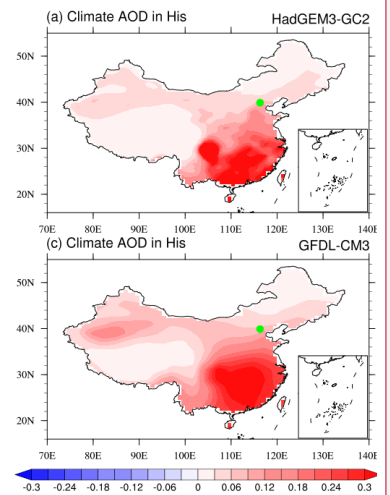 (a) Climate AOD in His HadGEM3-GC2
50N
40N
30N
20N
70E 80E 90E 100E 110E 120E 130E 140E
(c) Climate AOD in His GFDL-CM3
50N
40N
30N
20N
70E 80E 90E 100E 110E 120E 130E 140E
-0.3 -0.24 -0.18 -0.12 -0.06 0 0.06 0.12 0.18 0.24 0.3